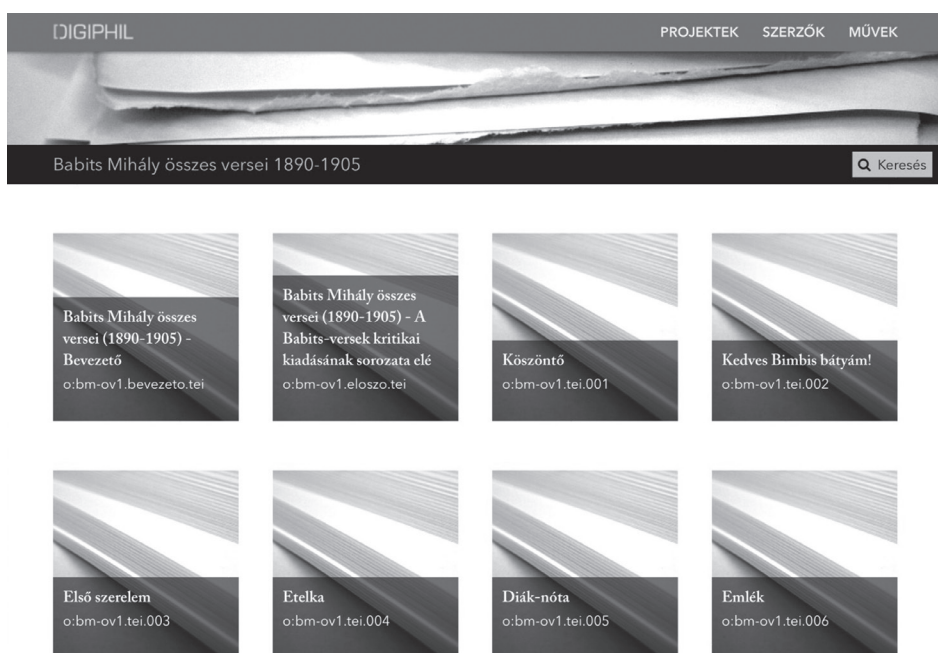 DIGIPHIL
PROJEKTEK SZERZŐK MŰVEK
Babits Mihály összes versei 1890-1905
Keresés
Babits Mihály összes
versei (1890-1905) -
Bevezető
o:bm-ov1.bevezeto.tei
Babits Mihály összes
versei (1890-1905) - A
Babits-versek kritikai
kiadásának sorozata elé
o:bm-ov1.eloszo.tei
Köszöntő
o:bm-ov1.tei.001
Kedves Bimbis bátyám!
o:bm-ov1.tei.002
Első szerelem
o:bm-ov1.tei.003
Etelka
o:bm-ov1.tei.004
Diák-nóta
o:bm-ov1.tei.005
Emlék
o:bm-ov1.tei.006